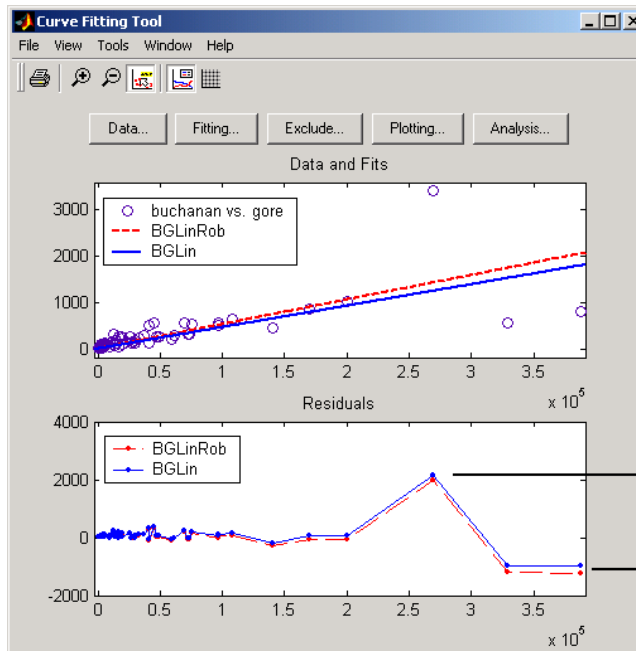 Curve Fitting Tool
File View Tools Window Help
Data... Fitting... Exclude... Plotting... Analysis...
Data and Fits
3000
2000
1000
0
buchanan vs. gore
BGLinRob
BGLin
0 0.5 1 1.5 2 2.5 3 3.5
x 10^5
Residuals
4000
2000
0
-2000
BGLinRob
BGLin
0 0.5 1 1.5 2 2.5 3 3.5
x 10^5